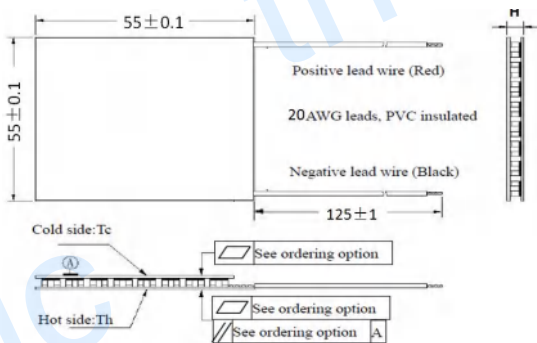 55±0.1
H
55±0.1
Positive lead wire (Red)
20AWG leads, PVC insulated
Negative lead wire (Black)
125±1
Cold side:Tc
A
See ordering option
See ordering option
Hot side:Th
See ordering option A